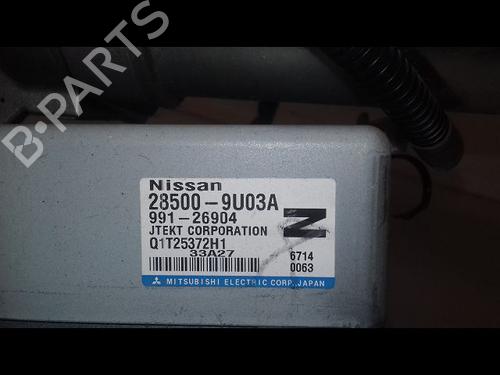 B-PARTS
Nissan
28500-9U03A
991-26904
JTEKT CORPORATION
Z
Q1T25372H1
33A27
6714
0063
MITSUBISHI ELECTRIC CORP., JAPAN